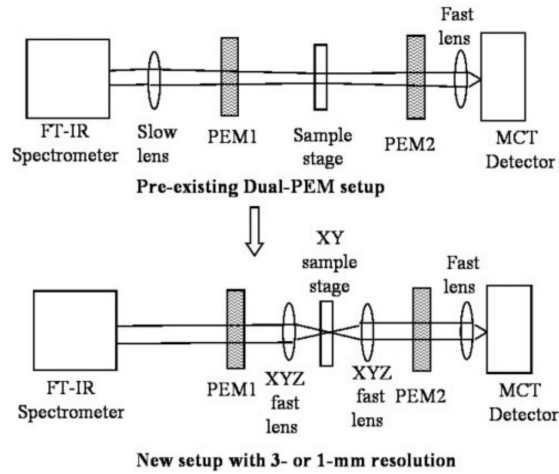 FT-IR
Spectrometer
Slow
lens
PEM1
Sample
stage
PEM2
Fast
lens
MCT
Detector
Pre-existing Dual-PEM setup
FT-IR
Spectrometer
PEM1
XYZ
fast
lens
XY
sample
stage
XYZ
fast
lens
PEM2
Fast
lens
MCT
Detector
New setup with 3- or 1-mm resolution